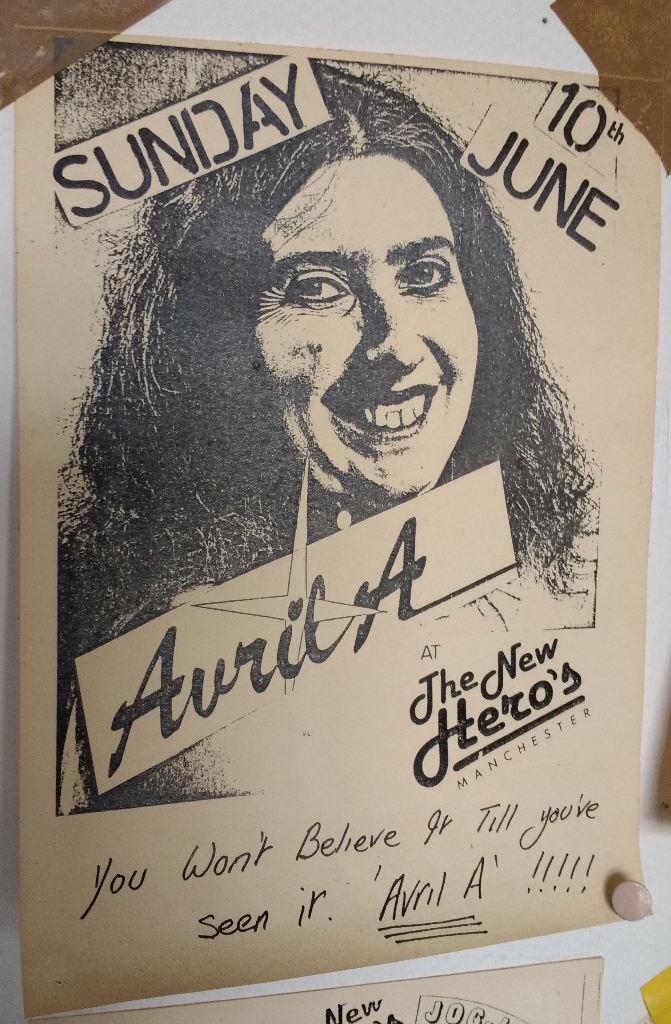 SUNDAY
10th
JUNE
Avril A
AT
The New
Hero's
MANCHESTER
You Won't Believe It Till you've
seen it. 'Avril A' !!!!!
New